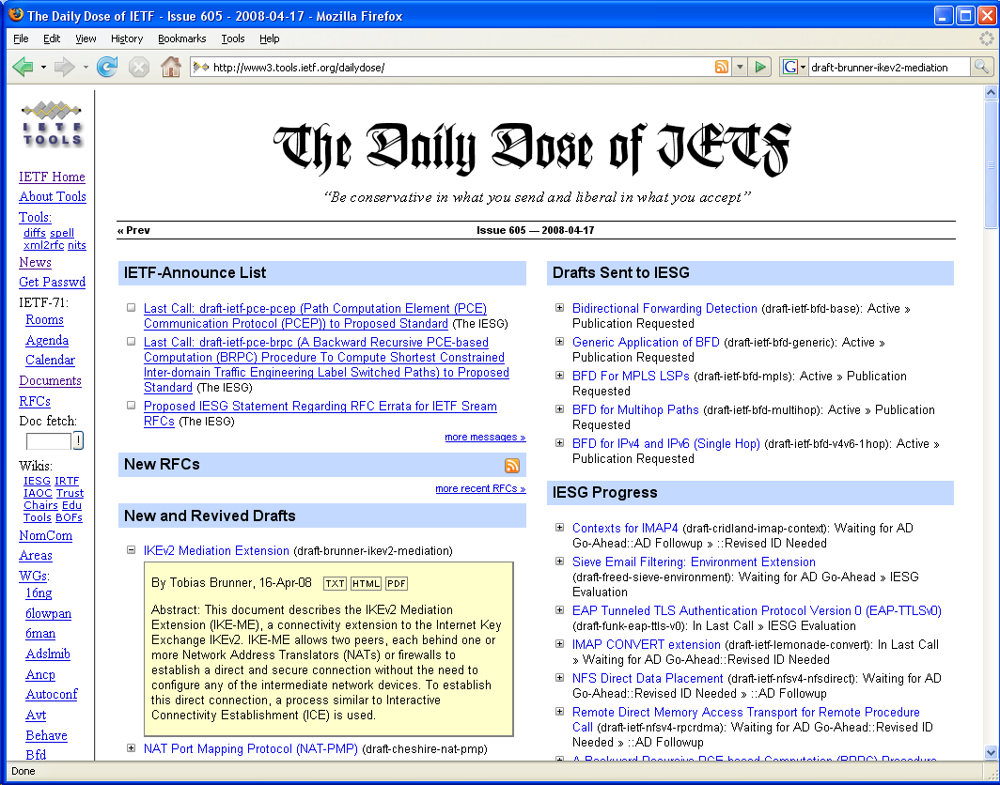 The Daily Dose of IETF - Issue 605 - 2008-04-17 - Mozilla Firefox
File Edit View History Bookmarks Tools Help
http://www3.tools.ietf.org/dailydose/
G
draft-brunner-ikev2-mediation
IETF
TOOLS
IETF Home
About Tools
Tools:
diffs spell
xml2rfc nits
News
Get Passwd
IETF-71:
Rooms
Agenda
Calendar
Documents
RFCs
Doc fetch:
!
Wikis:
IESG IRTF
IAOC Trust
Chairs Edu
Tools BOFs
NomCom
Areas
WGs:
16ng
6lowpan
6man
Adslmib
Ancp
Autoconf
Avt
Behave
Bfd
The Daily Dose of IETF
“Be conservative in what you send and liberal in what you accept”
« Prev
Issue 605 — 2008-04-17
IETF-Announce List
Last Call: draft-ietf-pce-pcep (Path Computation Element (PCE)
Communication Protocol (PCEP)) to Proposed Standard (The IESG)
Last Call: draft-ietf-pce-brpc (A Backward Recursive PCE-based
Computation (BRPC) Procedure To Compute Shortest Constrained
Inter-domain Traffic Engineering Label Switched Paths) to Proposed
Standard (The IESG)
Proposed IESG Statement Regarding RFC Errata for IETF Sream
RFCs (The IESG)
more messages »
New RFCs
more recent RFCs »
New and Revived Drafts
IKEv2 Mediation Extension (draft-brunner-ikev2-mediation)
By Tobias Brunner, 16-Apr-08 TXT HTML PDF
Abstract: This document describes the IKEv2 Mediation
Extension (IKE-ME), a connectivity extension to the Internet Key
Exchange IKEv2. IKE-ME allows two peers, each behind one or
more Network Address Translators (NATs) or firewalls to
establish a direct and secure connection without the need to
configure any of the intermediate network devices. To establish
this direct connection, a process similar to Interactive
Connectivity Establishment (ICE) is used.
NAT Port Mapping Protocol (NAT-PMP) (draft-cheshire-nat-pmp)
Drafts Sent to IESG
Bidirectional Forwarding Detection (draft-ietf-bfd-base): Active »
Publication Requested
Generic Application of BFD (draft-ietf-bfd-generic): Active »
Publication Requested
BFD For MPLS LSPs (draft-ietf-bfd-mpls): Active » Publication
Requested
BFD for Multihop Paths (draft-ietf-bfd-multihop): Active » Publication
Requested
BFD for IPv4 and IPv6 (Single Hop) (draft-ietf-bfd-v4v6-1hop): Active »
Publication Requested
IESG Progress
Contexts for IMAP4 (draft-cridland-imap-context): Waiting for AD
Go-Ahead::AD Followup » ::Revised ID Needed
Sieve Email Filtering: Environment Extension
(draft-freed-sieve-environment): Waiting for AD Go-Ahead » IESG
Evaluation
EAP Tunneled TLS Authentication Protocol Version 0 (EAP-TTLSv0)
(draft-funk-eap-ttls-v0): In Last Call » IESG Evaluation
IMAP CONVERT extension (draft-ietf-lemonade-convert): In Last Call
» Waiting for AD Go-Ahead::Revised ID Needed
NFS Direct Data Placement (draft-ietf-nfsv4-nfsdirect): Waiting for AD
Go-Ahead::Revised ID Needed » ::AD Followup
Remote Direct Memory Access Transport for Remote Procedure
Call (draft-ietf-nfsv4-rpcrdma): Waiting for AD Go-Ahead::Revised ID
Needed » ::AD Followup
A Backward Recursive PCE-based Computation (BRPC) Procedure
Done